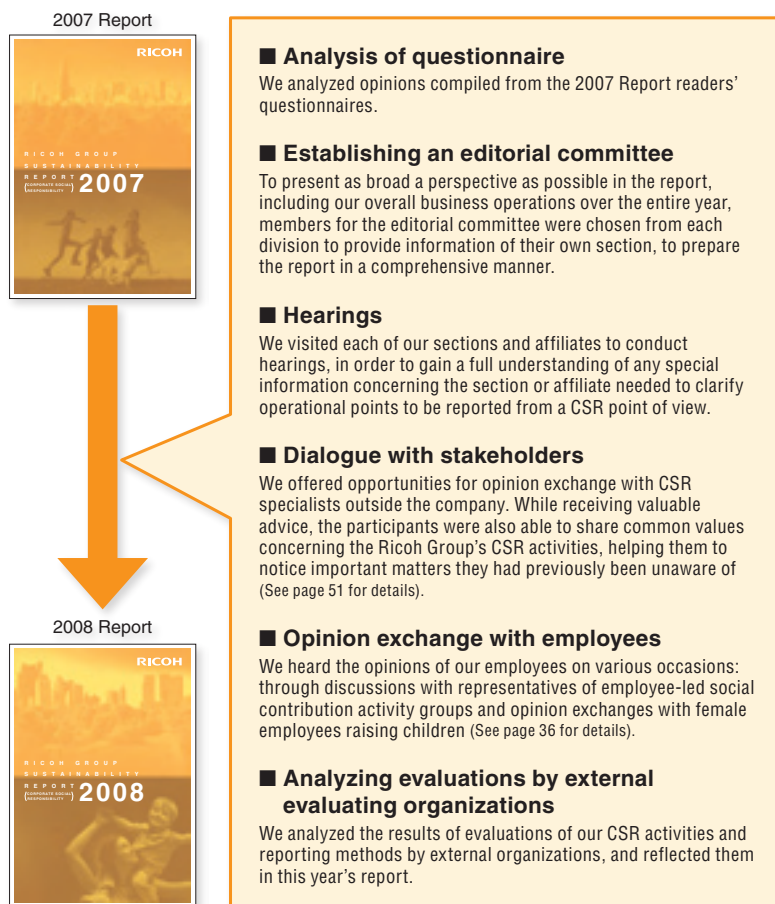 2007 Report
RICOH
RICOH GROUP
SUSTAINABILITY
REPORT
(CORPORATE SOCIAL
RESPONSIBILITY)
2007
2008 Report
RICOH
RICOH GROUP
SUSTAINABILITY
REPORT
(CORPORATE SOCIAL
RESPONSIBILITY)
2008
■ Analysis of questionnaire
We analyzed opinions compiled from the 2007 Report readers’
questionnaires.
■ Establishing an editorial committee
To present as broad a perspective as possible in the report,
including our overall business operations over the entire year,
members for the editorial committee were chosen from each
division to provide information of their own section, to prepare
the report in a comprehensive manner.
■ Hearings
We visited each of our sections and affiliates to conduct
hearings, in order to gain a full understanding of any special
information concerning the section or affiliate needed to clarify
operational points to be reported from a CSR point of view.
■ Dialogue with stakeholders
We offered opportunities for opinion exchange with CSR
specialists outside the company. While receiving valuable
advice, the participants were also able to share common values
concerning the Ricoh Group’s CSR activities, helping them to
notice important matters they had previously been unaware of
(See page 51 for details).
■ Opinion exchange with employees
We heard the opinions of our employees on various occasions:
through discussions with representatives of employee-led social
contribution activity groups and opinion exchanges with female
employees raising children (See page 36 for details).
■ Analyzing evaluations by external
evaluating organizations
We analyzed the results of evaluations of our CSR activities and
reporting methods by external organizations, and reflected them
in this year’s report.